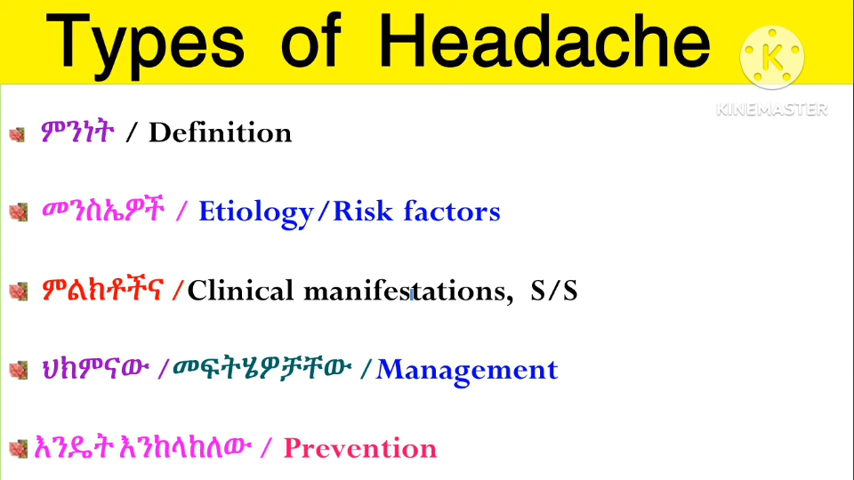 Types of Headache
KINEMASTER
ምንነት / Definition
መንስኤዎች / Etiology/Risk factors
ምልክቶችና /Clinical manifestations, S/S
ህክምናው /መፍትሄዎቻቸው /Management
እንዴት እንከላከለው / Prevention